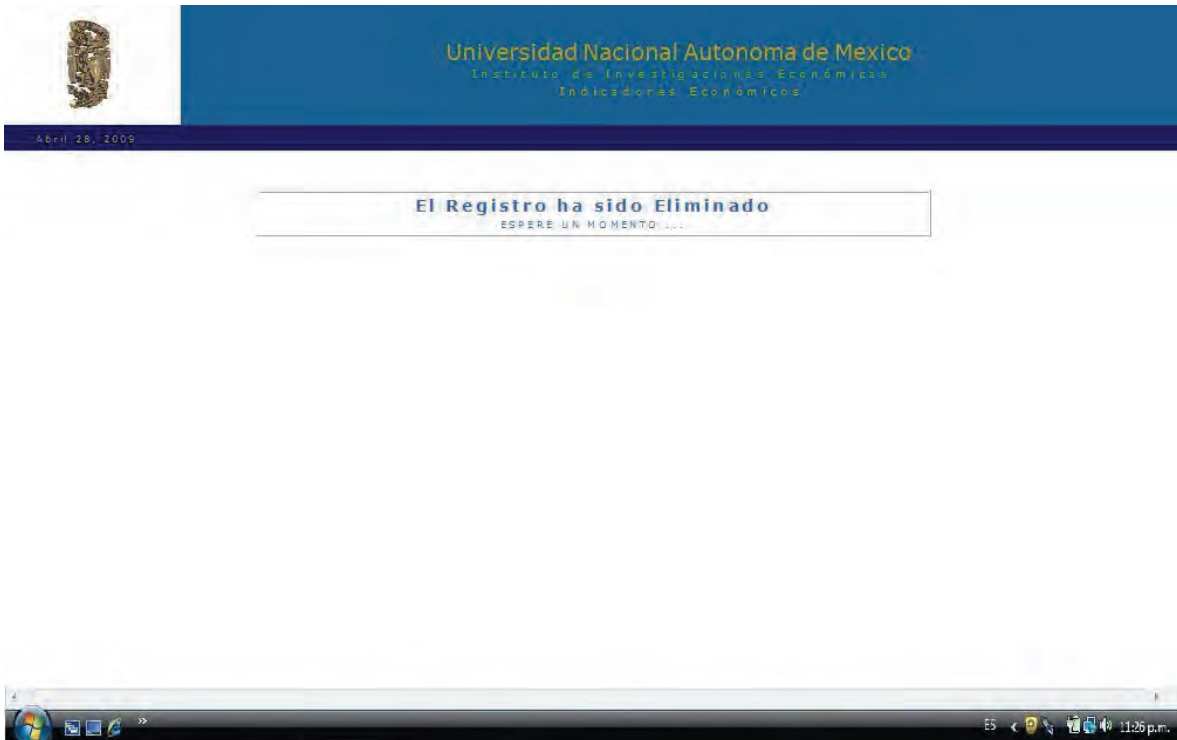 Universidad Nacional Autonoma de Mexico
Instituto de Investigaciones Económicas
Indicadores Económicos
Abril 28, 2009
El Registro ha sido Eliminado
ESPERE UN MOMENTO ...
ES
11:26 p.m.